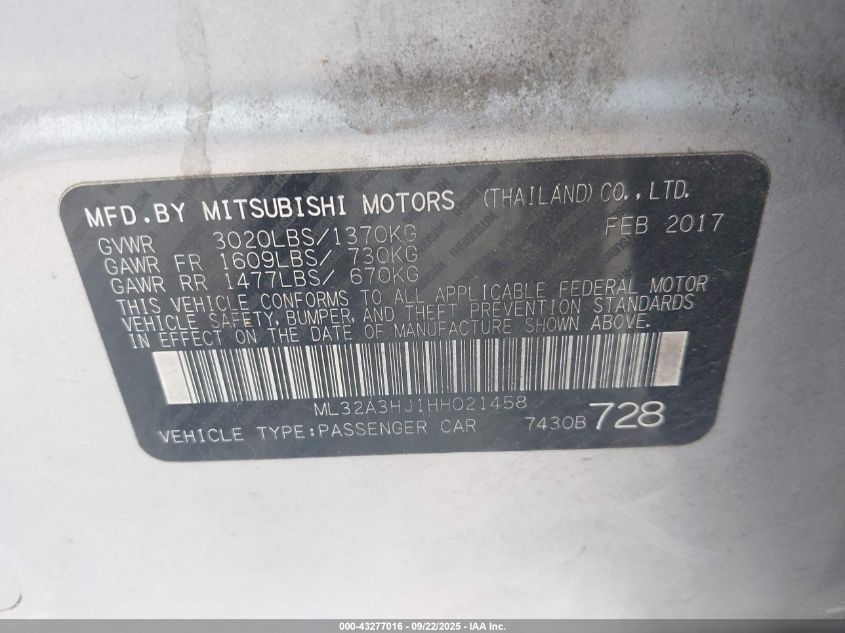 MFD.BY MITSUBISHI MOTORS (THAILAND) CO., LTD.
GVWR 3020LBS/1370KG FEB 2017
GAWR FR 1609LBS/ 730KG
GAWR RR 1477LBS/ 670KG
THIS VEHICLE CONFORMS TO ALL APPLICABLE FEDERAL MOTOR
VEHICLE SAFETY, BUMPER, AND THEFT PREVENTION STANDARDS
IN EFFECT ON THE DATE OF MANUFACTURE SHOWN ABOVE.
ML32A3HJ1HH021458
VEHICLE TYPE:PASSENGER CAR 7430B 728
000-43277016 - 09/22/2025 - IAA Inc.